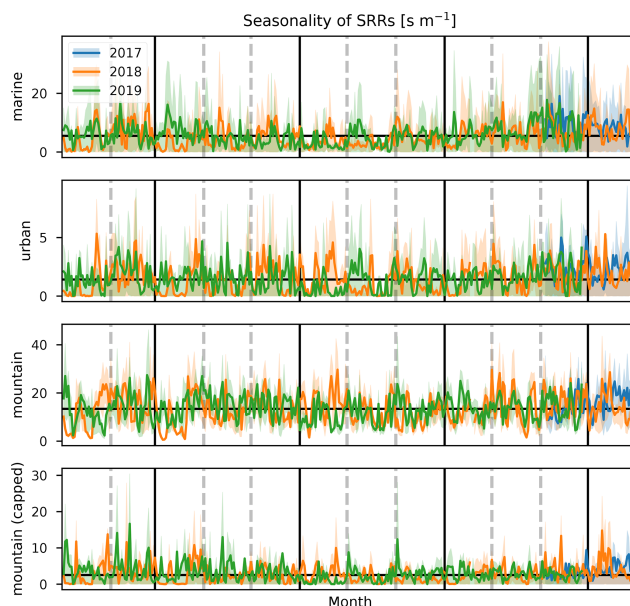 Seasonality of SRRs [s m⁻¹]
marine
20
0
2017
2018
2019
urban
5
0
mountain
40
20
0
mountain (capped)
30
20
10
0
Month